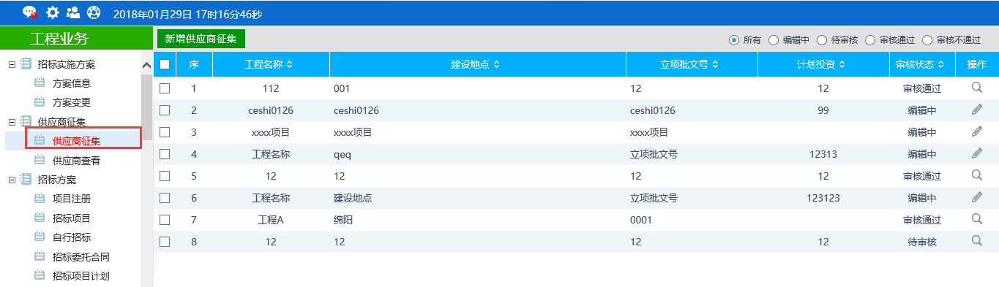 2018年01月29日 17时16分46秒
工程业务
招标实施方案
方案信息
方案变更
供应商征集
供应商征集
供应商查看
招标方案
项目注册
招标项目
自行招标
招标委托合同
招标项目计划
新增供应商征集
所有 编辑中 待审核 审核通过 审核不通过
序 工程名称 建设地点 立项批文号 计划投资 审核状态 操作
1 112 001 12 12 审核通过
2 ceshi0126 ceshi0126 ceshi0126 99 编辑中
3 xxxx项目 xxxx项目 xxxx项目 编辑中
4 工程名称 qeq 立项批文号 12313 编辑中
5 12 12 12 12 审核通过
6 工程名称 建设地点 立项批文号 123123 编辑中
7 工程A 绵阳 0001 审核通过
8 12 12 12 12 待审核